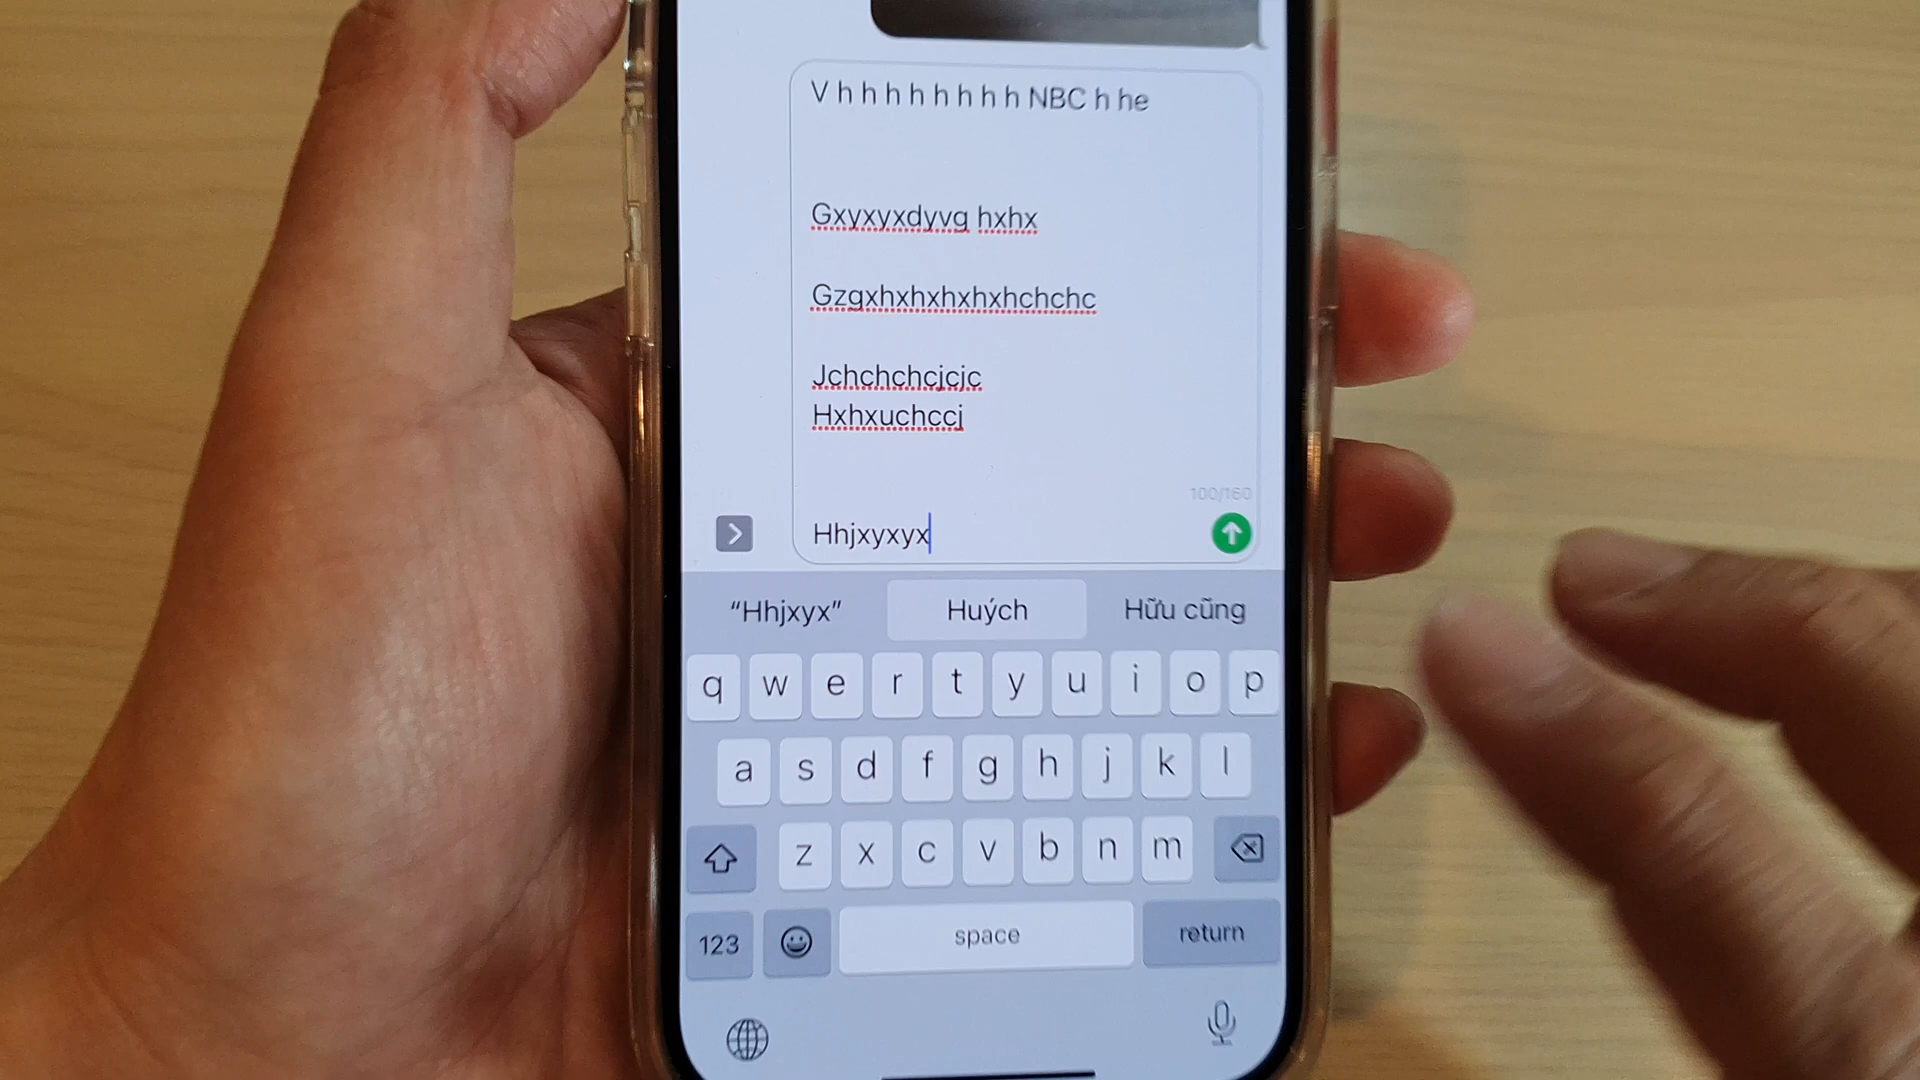 V h h h h h h h h NBC h he
Gxyxyxdyvg hxhx
Gzgxhxhxhxhxhchchc
Jchchchcjcjc
Hxhxuchccj
100/160
Hhjxyxyx
“Hhjxyx” Huých Hữu cũng
q w e r t y u i o p
a s d f g h j k l
z x c v b n m
123 space return